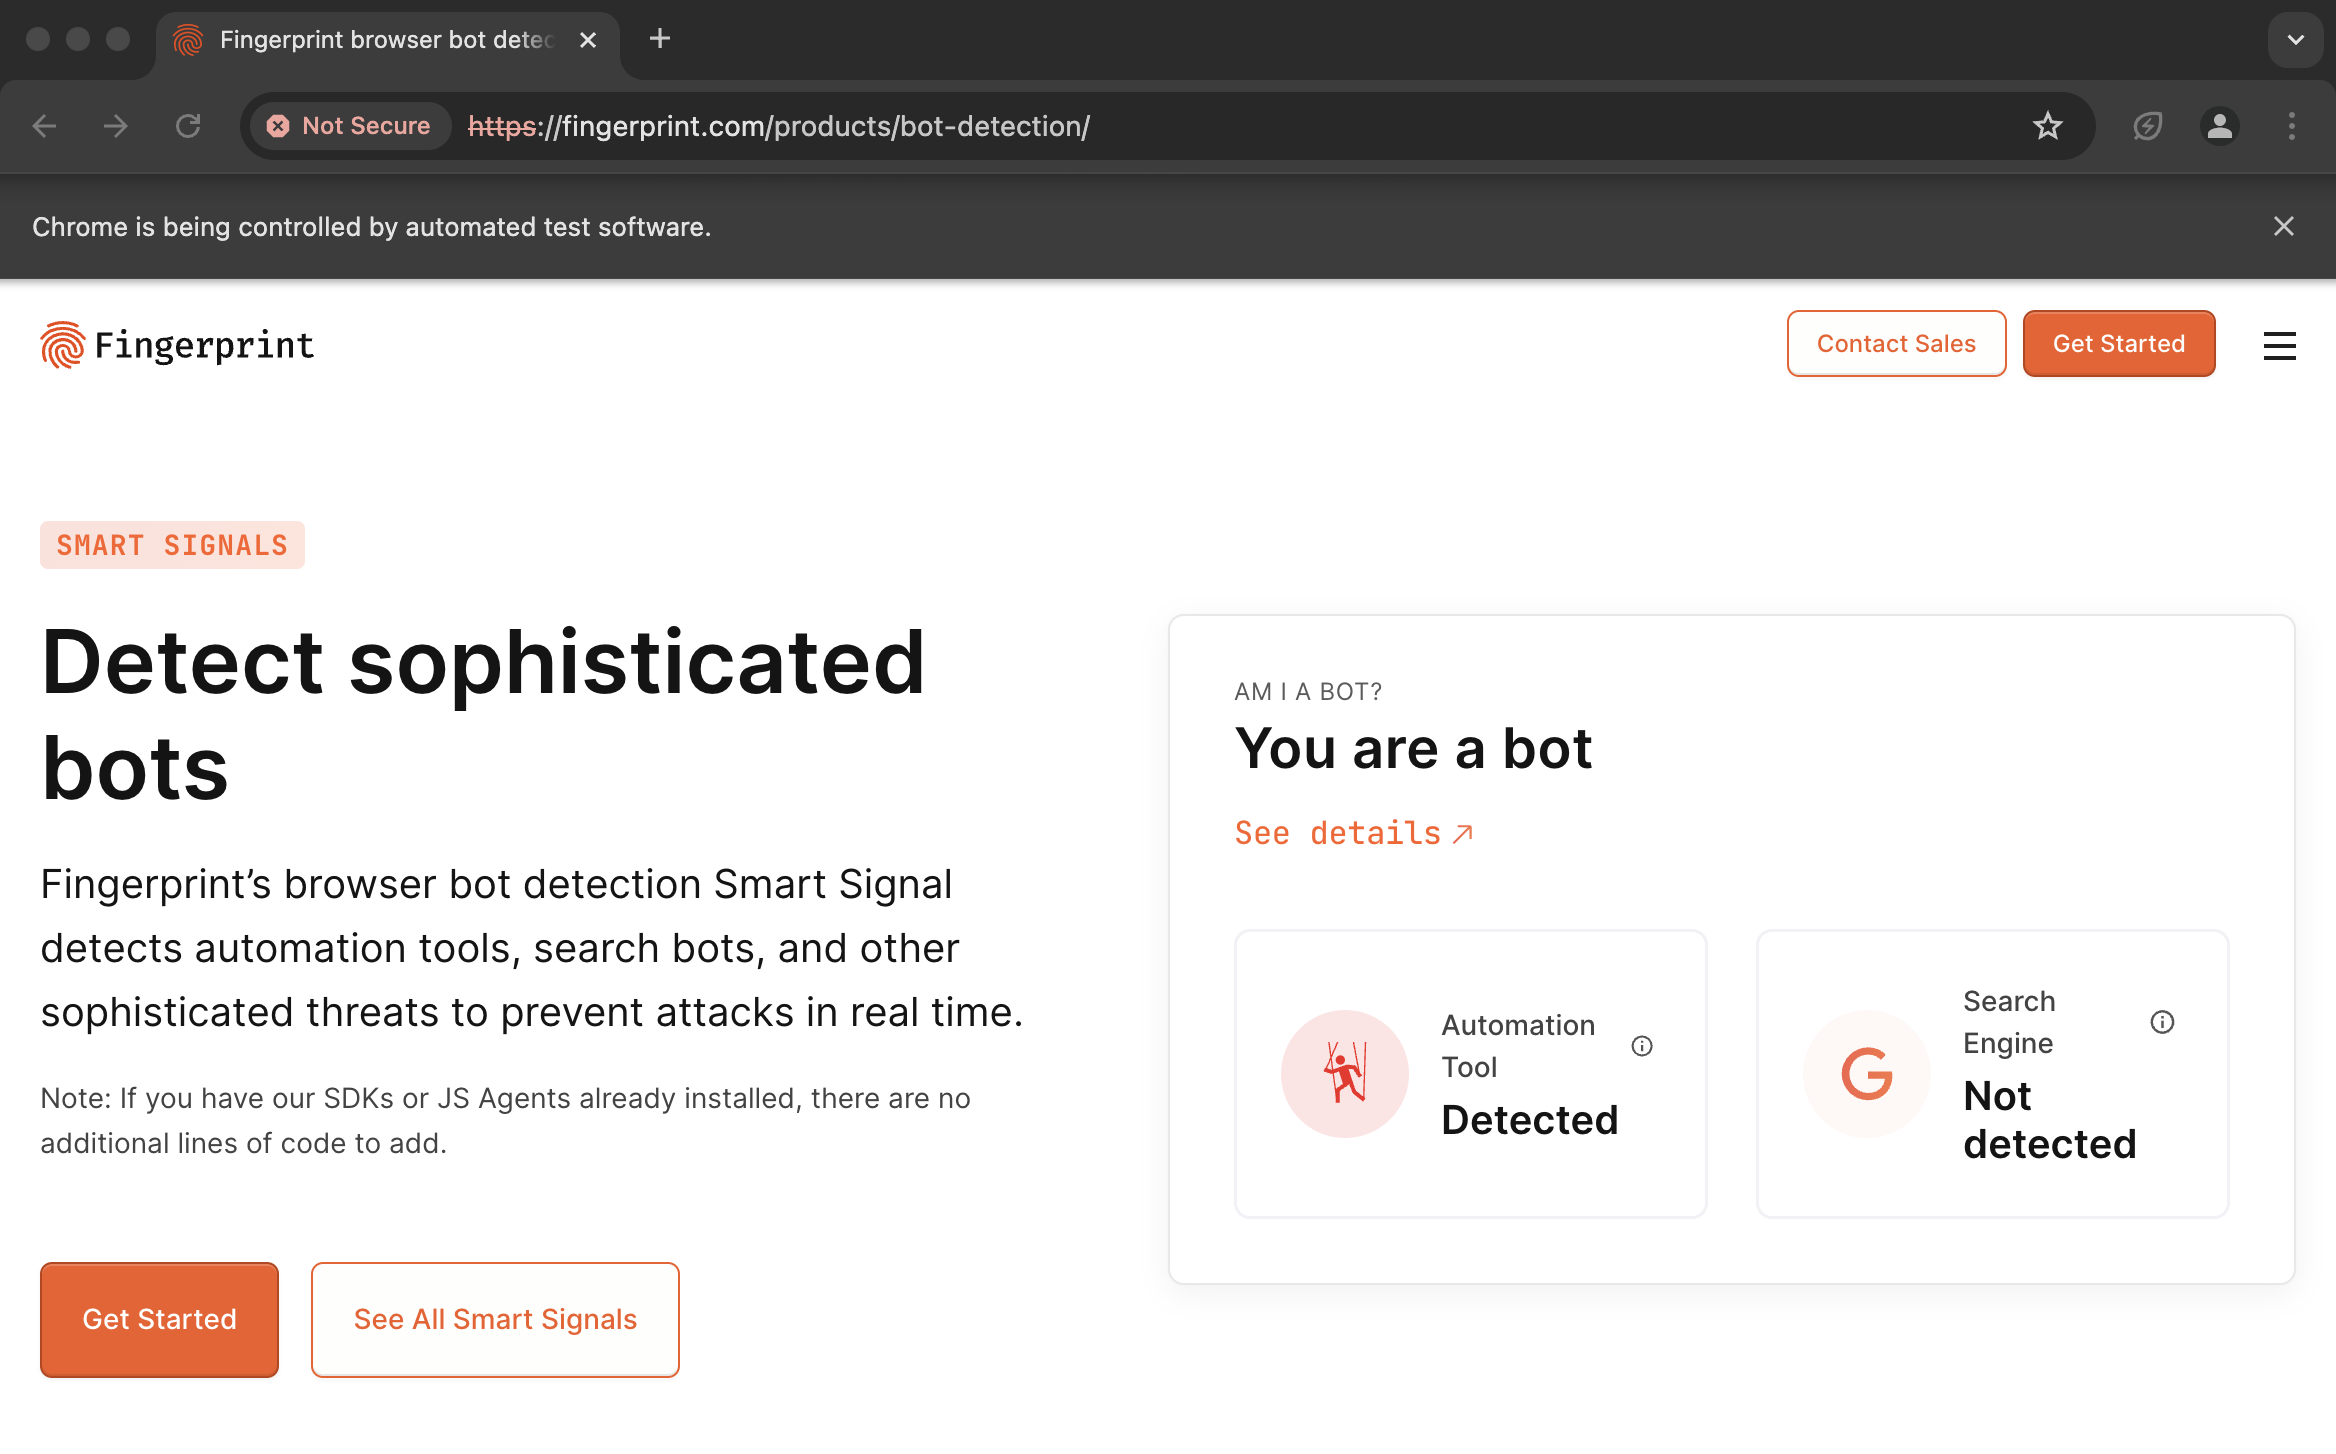 Fingerprint browser bot detec
Not Secure
https://fingerprint.com/products/bot-detection/
Chrome is being controlled by automated test software.
Fingerprint
Contact Sales
Get Started
SMART SIGNALS
Detect sophisticated
bots
Fingerprint’s browser bot detection Smart Signal
detects automation tools, search bots, and other
sophisticated threats to prevent attacks in real time.
Note: If you have our SDKs or JS Agents already installed, there are no
additional lines of code to add.
Get Started
See All Smart Signals
AM I A BOT?
You are a bot
See details
Automation
Tool
Detected
Search
Engine
Not
detected